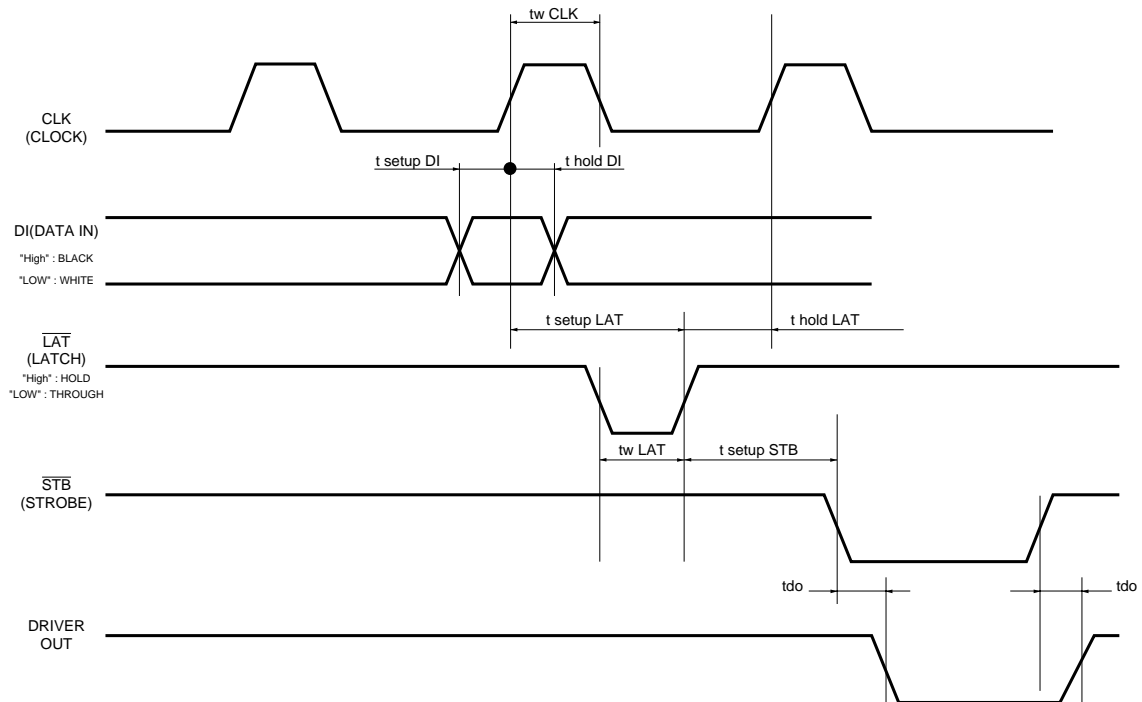 tw CLK
CLK
(CLOCK)
t setup DI
t hold DI
DI(DATA IN)
"High" : BLACK
"LOW" : WHITE
t setup LAT
t hold LAT
LAT
(LATCH)
"High" : HOLD
"LOW" : THROUGH
tw LAT
t setup STB
STB
(STROBE)
tdo
tdo
DRIVER
OUT